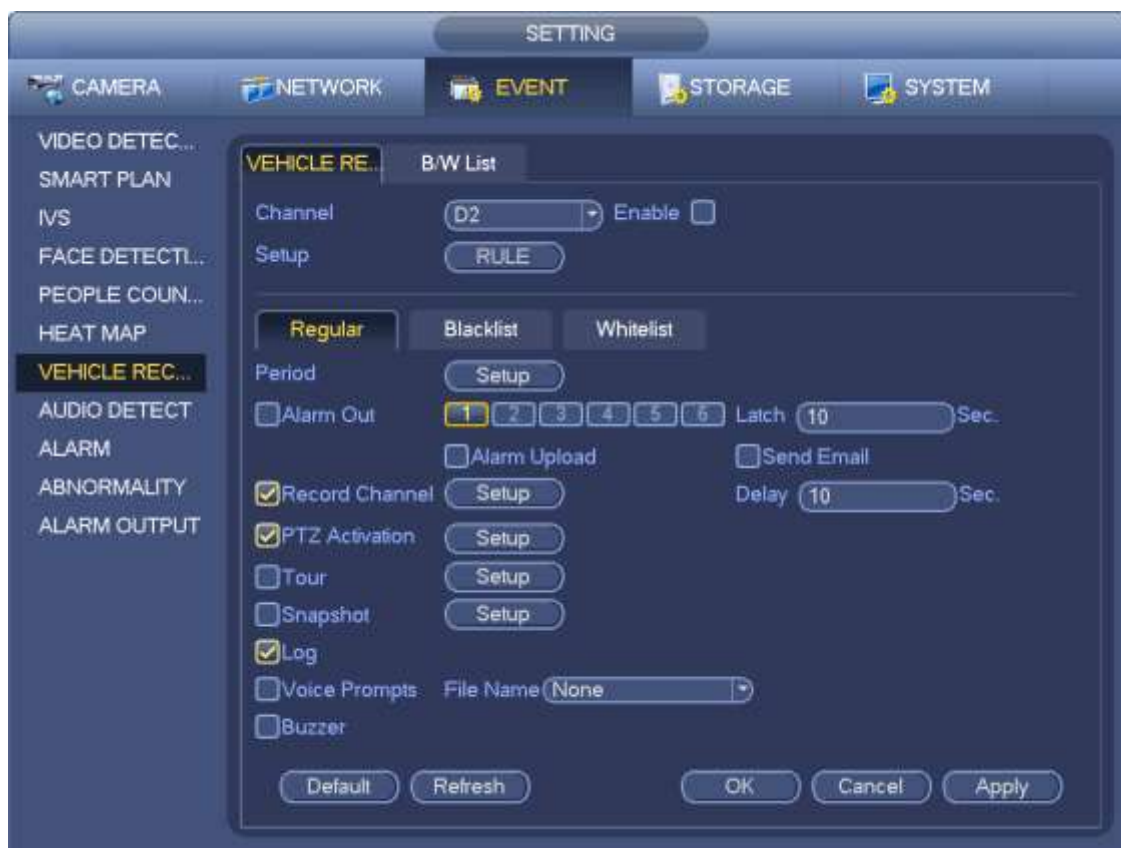 SETTING
CAMERA NETWORK EVENT STORAGE SYSTEM
VIDEO DETEC...
SMART PLAN
IVS
FACE DETECTI...
PEOPLE COUN...
HEAT MAP
VEHICLE REC...
AUDIO DETECT
ALARM
ABNORMALITY
ALARM OUTPUT
VEHICLE RE... B/W List
Channel D2 Enable
Setup RULE
Regular Blacklist Whitelist
Period Setup
Alarm Out 1 2 3 4 5 6 Latch 10 Sec.
Alarm Upload Send Email
Record Channel Setup Delay 10 Sec.
PTZ Activation Setup
Tour Setup
Snapshot Setup
Log
Voice Prompts File Name None
Buzzer
Default Refresh OK Cancel Apply